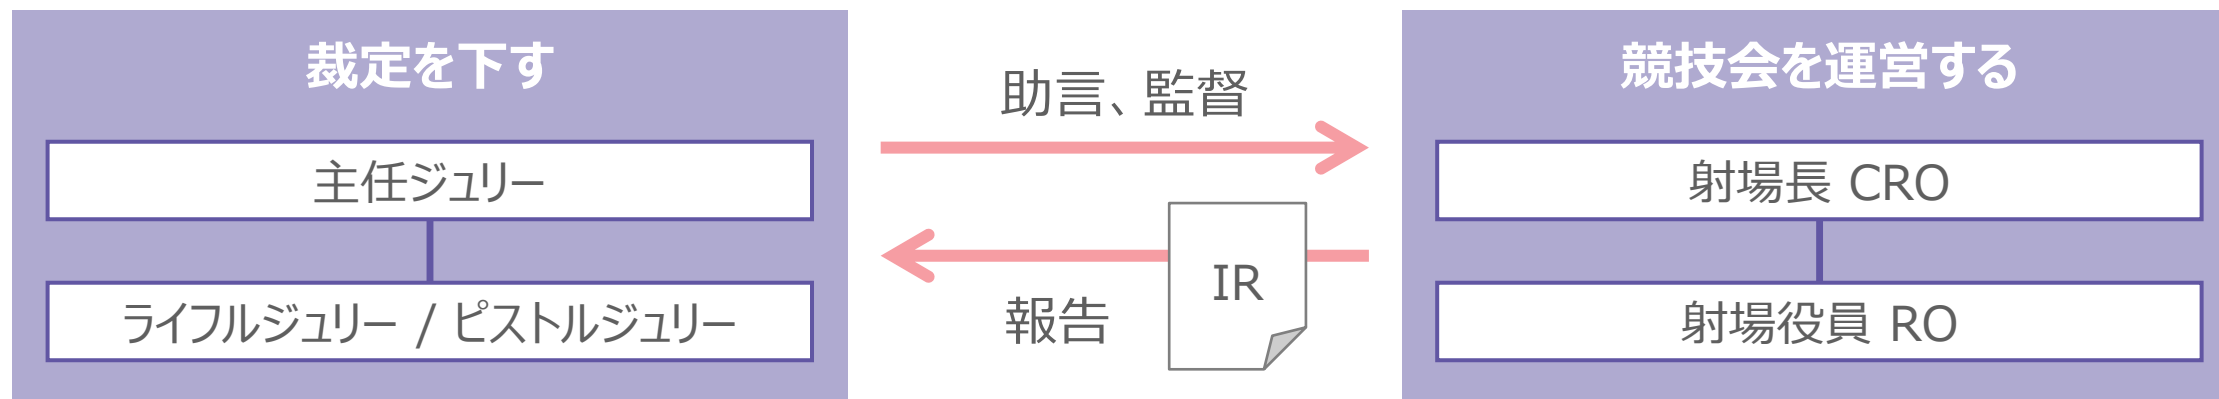 裁定を下す
主任ジュリー
ライフルジュリー / ピストルジュリー
助言、監督
報告
IR
競技会を運営する
射場長 CRO
射場役員 RO